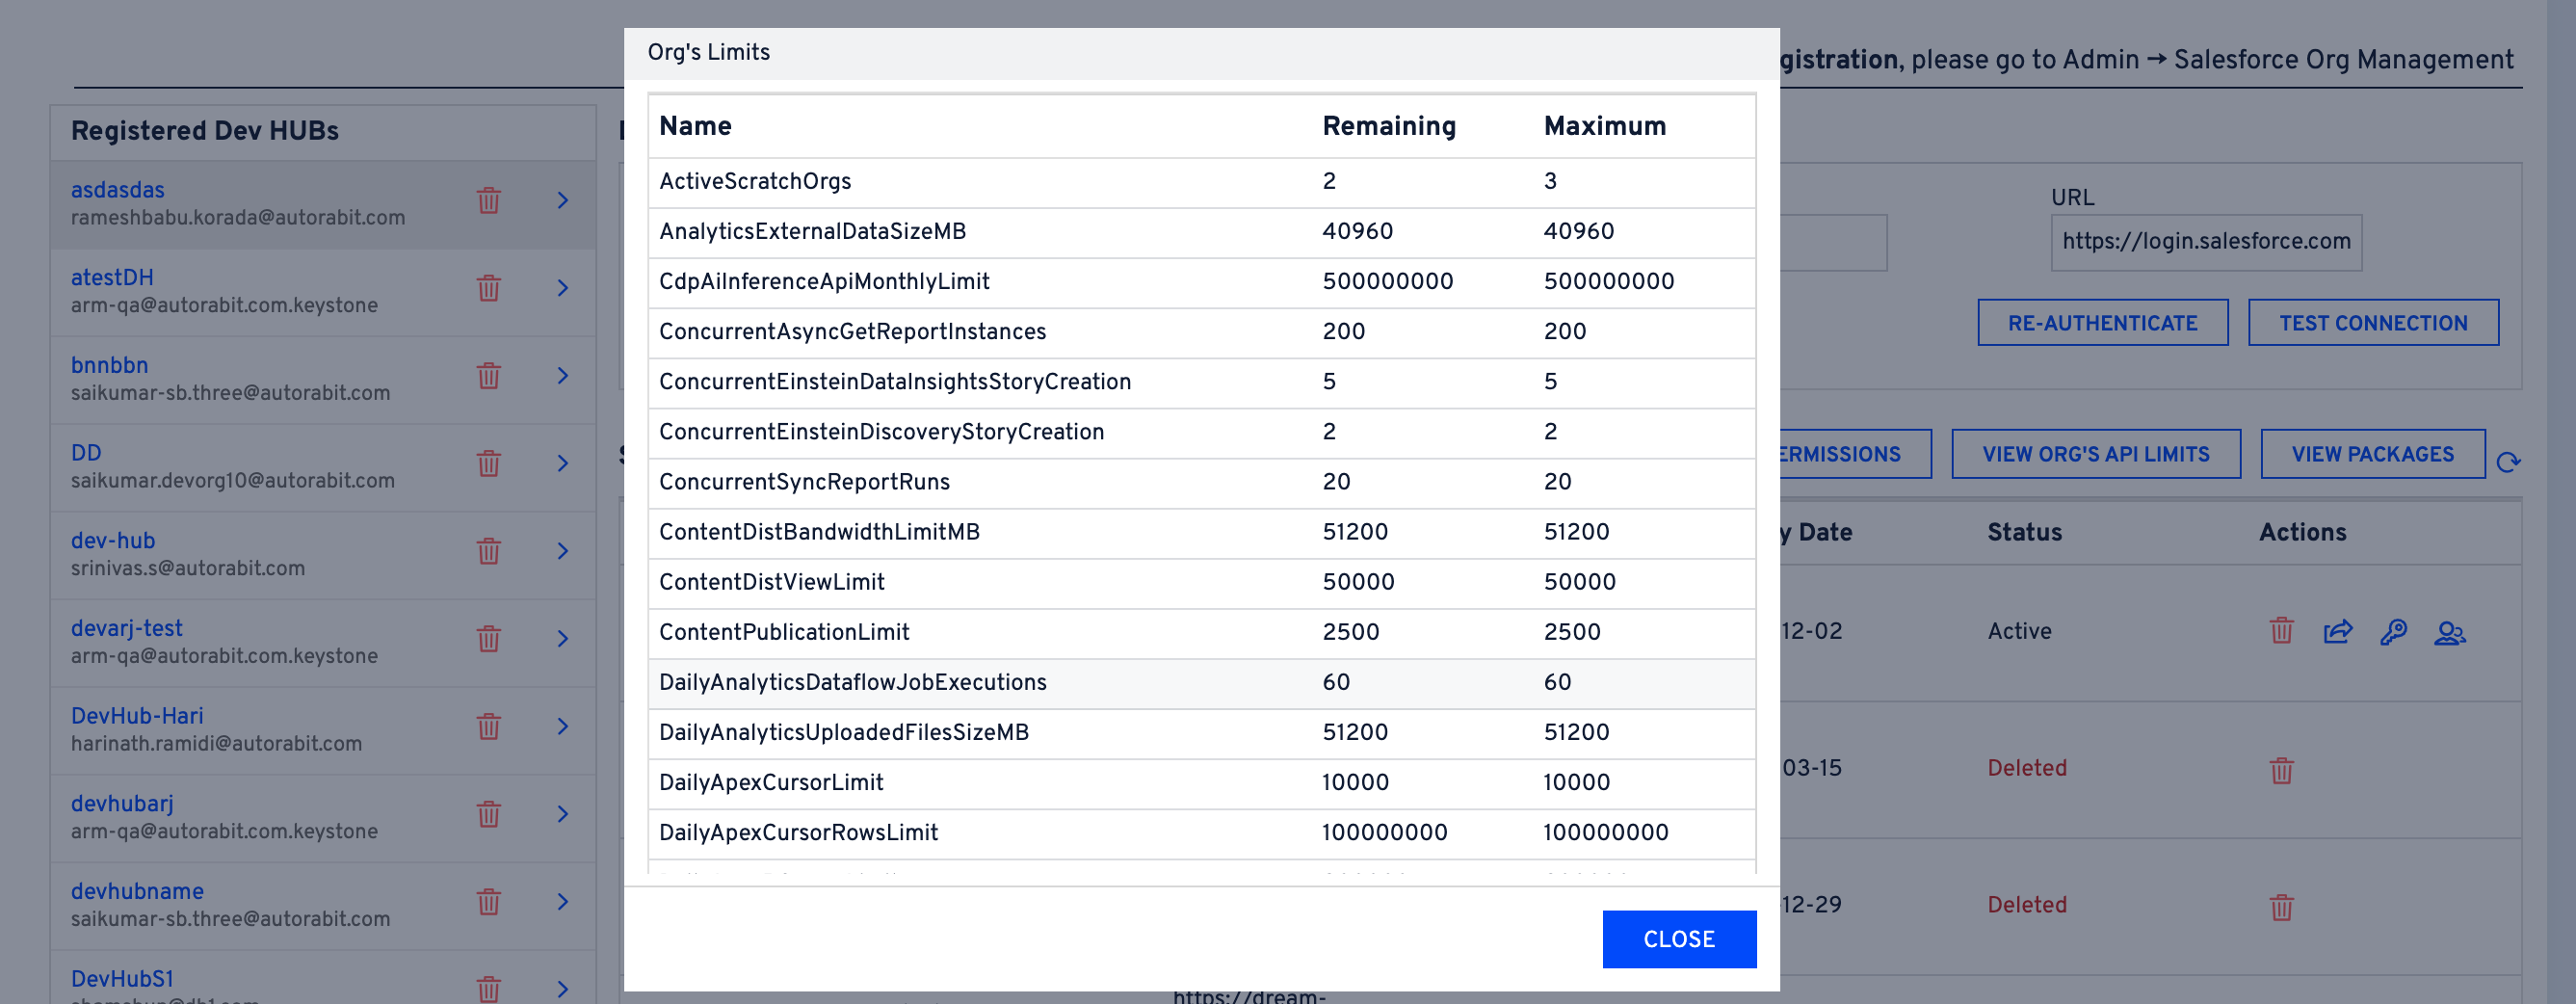 gistration, please go to Admin → Salesforce Org Management
Registered Dev HUBs
asdasdas
rameshbabu.korada@autorabit.com
atestDH
arm-qa@autorabit.com.keystone
bnnbbn
saikumar-sb.three@autorabit.com
DD
saikumar.devorg10@autorabit.com
dev-hub
srinivas.s@autorabit.com
devarj-test
arm-qa@autorabit.com.keystone
DevHub-Hari
harinath.ramidi@autorabit.com
devhubarj
arm-qa@autorabit.com.keystone
devhubname
saikumar-sb.three@autorabit.com
DevHubS1
Org's Limits
Name Remaining Maximum
ActiveScratchOrgs 2 3
AnalyticsExternalDataSizeMB 40960 40960
CdpAiInferenceApiMonthlyLimit 500000000 500000000
ConcurrentAsyncGetReportInstances 200 200
ConcurrentEinsteinDataInsightsStoryCreation 5 5
ConcurrentEinsteinDiscoveryStoryCreation 2 2
ConcurrentSyncReportRuns 20 20
ContentDistBandwidthLimitMB 51200 51200
ContentDistViewLimit 50000 50000
ContentPublicationLimit 2500 2500
DailyAnalyticsDataflowJobExecutions 60 60
DailyAnalyticsUploadedFilesSizeMB 51200 51200
DailyApexCursorLimit 10000 10000
DailyApexCursorRowsLimit 100000000 100000000
CLOSE
URL
https://login.salesforce.com
RE-AUTHENTICATE TEST CONNECTION
ERMISSIONS VIEW ORG'S API LIMITS VIEW PACKAGES
y Date Status Actions
12-02 Active
03-15 Deleted
-12-29 Deleted
https://dream-